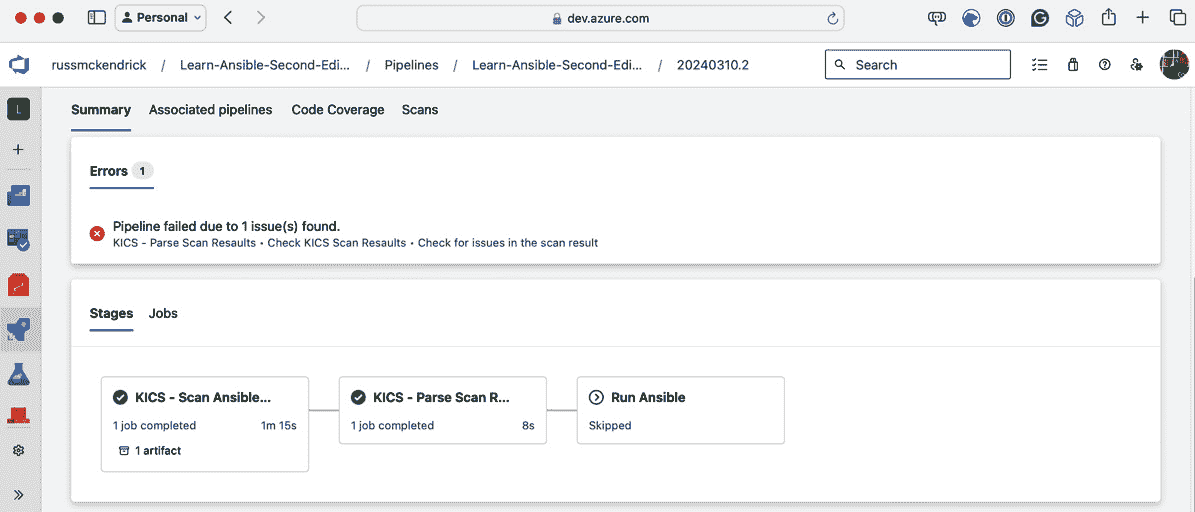 Personal
dev.azure.com
russmckendrick / Learn-Ansible-Second-Edi... / Pipelines / Learn-Ansible-Second-Edi... / 20240310.2
Search
L
Summary Associated pipelines Code Coverage Scans
Errors 1
Pipeline failed due to 1 issue(s) found.
KICS - Parse Scan Resaults • Check KICS Scan Resaults • Check for issues in the scan result
Stages Jobs
KICS - Scan Ansible... KICS - Parse Scan R... Run Ansible
1 job completed 1m 15s 1 job completed 8s Skipped
1 artifact